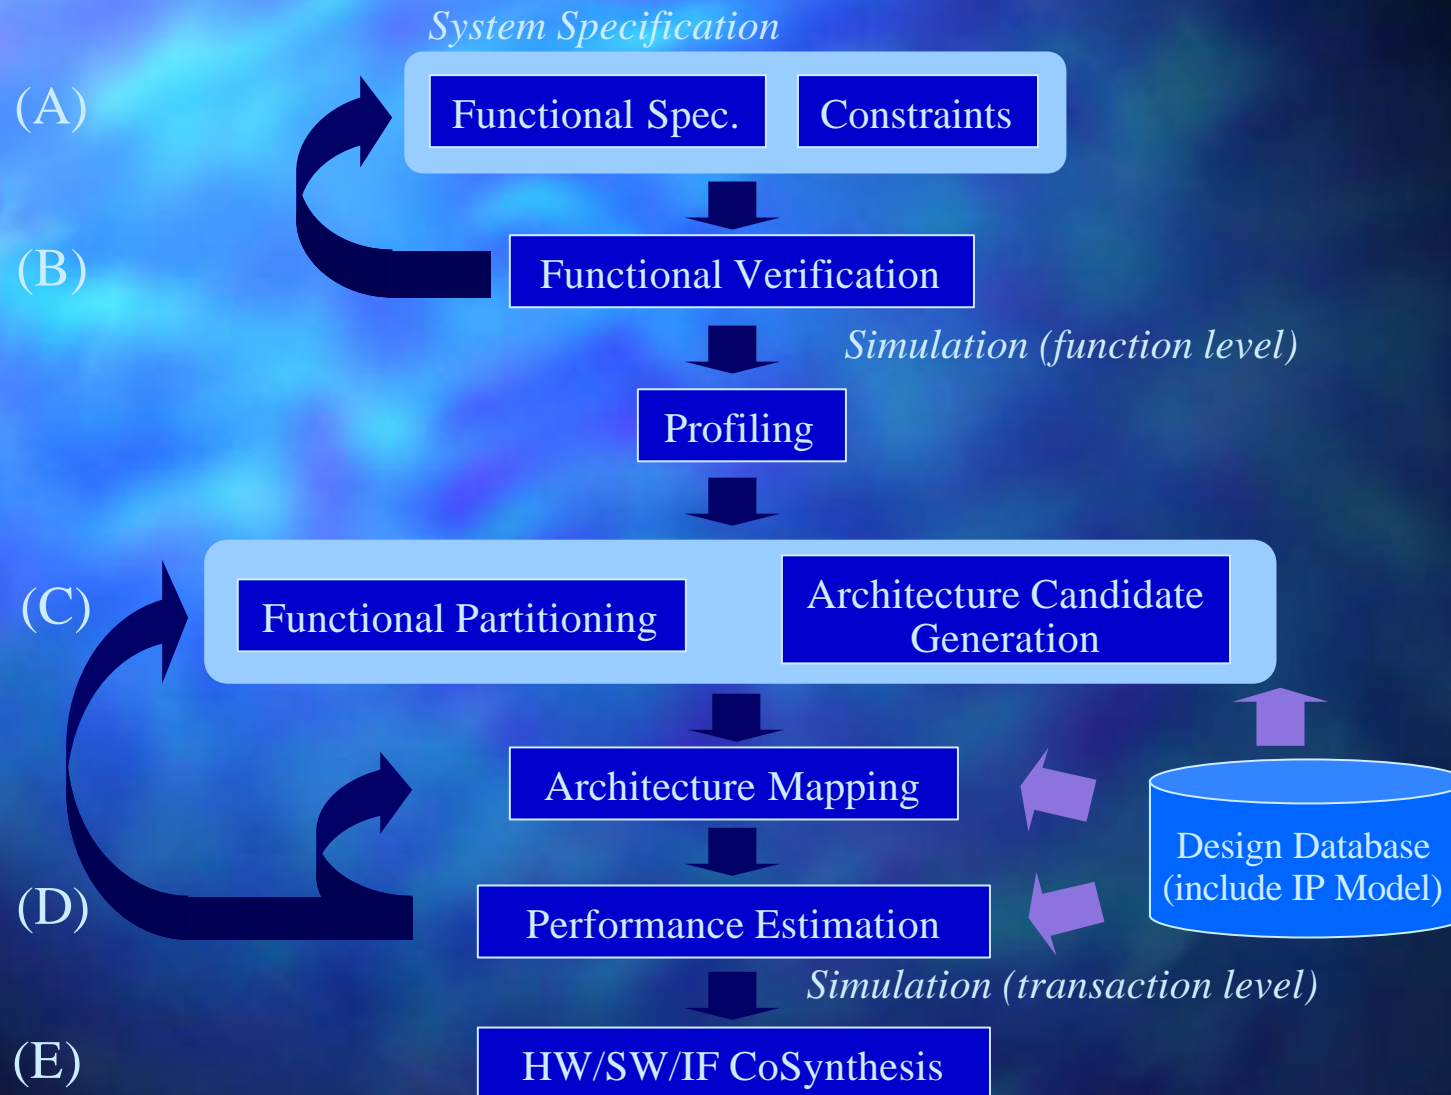 System Specification
(A)
Functional Spec.
Constraints
(B)
Functional Verification
Simulation (function level)
Profiling
(C)
Functional Partitioning
Architecture Candidate
Generation
Architecture Mapping
Design Database
(include IP Model)
(D)
Performance Estimation
Simulation (transaction level)
(E)
HW/SW/IF CoSynthesis